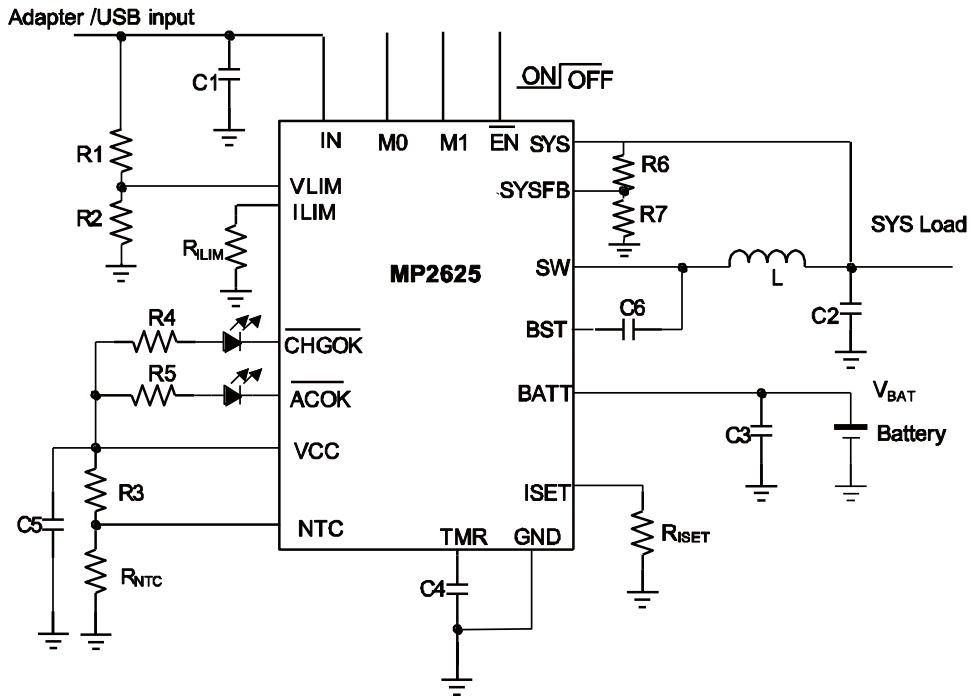 Adapter /USB input
C1
ON OFF
IN M0 M1 EN SYS
R1
R6
VLIM
SYSFB
ILIM
R2
R7
SYS Load
RILIM
MP2625
SW
L
C6
C2
R4
BST
CHGOK
R5
ACOK
BATT
VBAT
C3
Battery
VCC
R3
ISET
C5
NTC
TMR GND
RISET
RNTC
C4